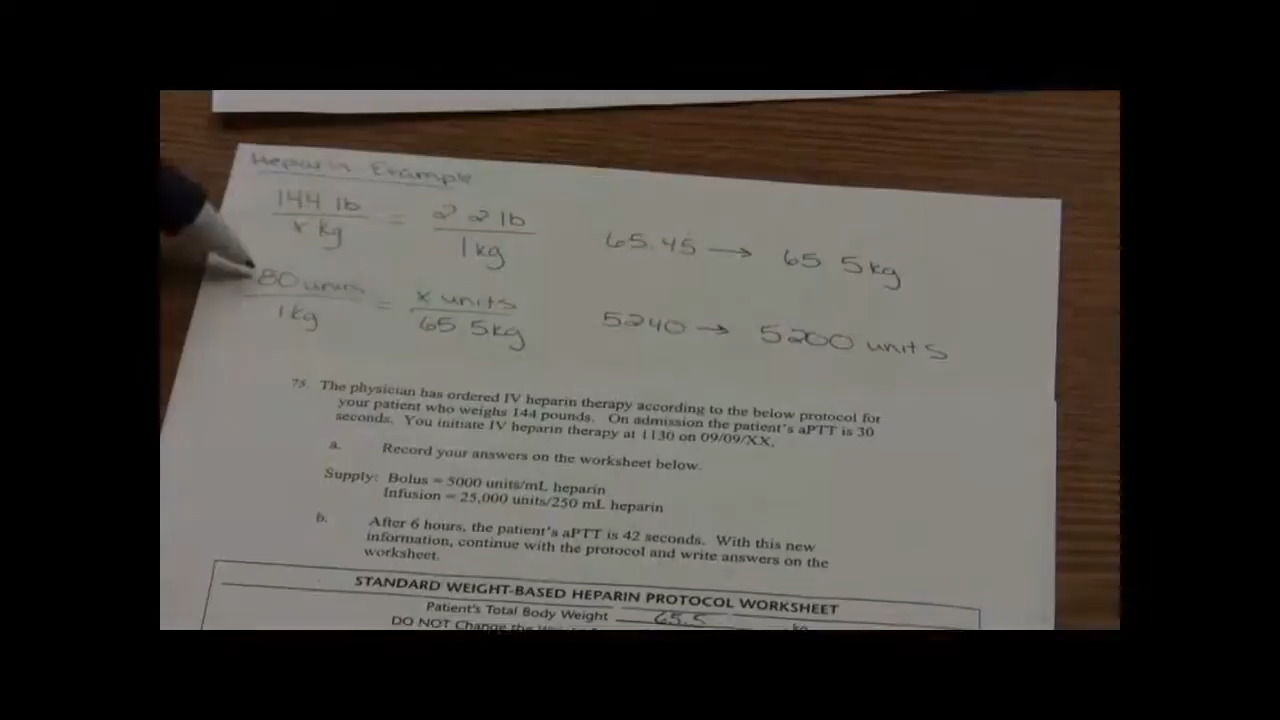 Heparin Example
144 lb = 2 2 lb
x kg 1 kg 65.45 → 65 5kg
80 units = x units
1kg 65 5kg 5240 → 5200 units
75. The physician has ordered IV heparin therapy according to the below protocol for
your patient who weighs 144 pounds. On admission the patient's aPTT is 30
seconds. You initiate IV heparin therapy at 1130 on 09/09/XX.
a. Record your answers on the worksheet below.
Supply: Bolus = 5000 units/mL heparin
Infusion = 25,000 units/250 mL heparin
b. After 6 hours, the patient's aPTT is 42 seconds. With this new
information, continue with the protocol and write answers on the
worksheet.
STANDARD WEIGHT-BASED HEPARIN PROTOCOL WORKSHEET
Patient's Total Body Weight 65.5 kg
DO NOT Change the